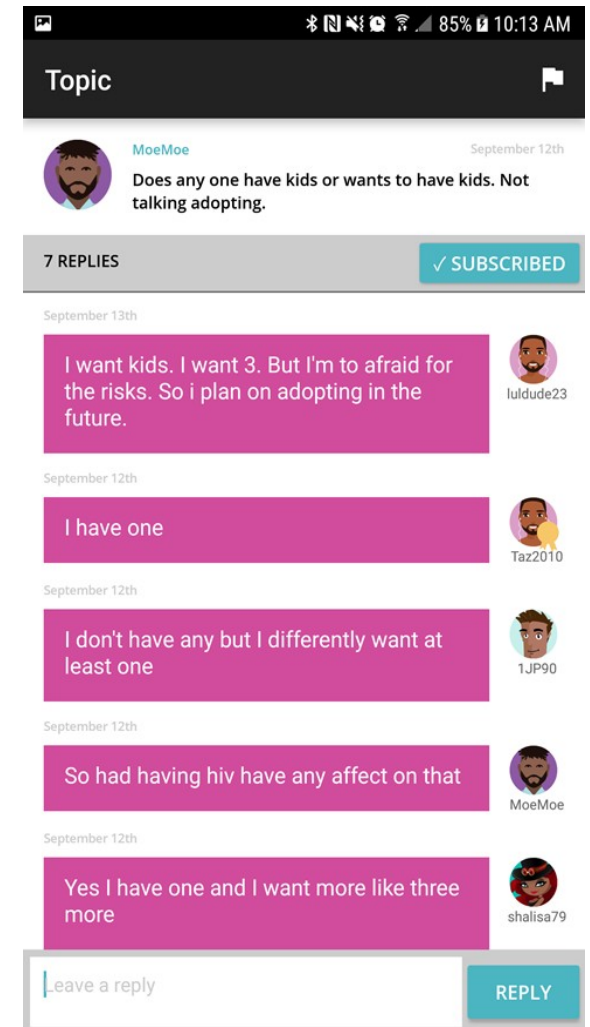 85% 10:13 AM
Topic
MoeMoe September 12th
Does any one have kids or wants to have kids. Not
talking adopting.
7 REPLIES ✓ SUBSCRIBED
September 13th
I want kids. I want 3. But I'm to afraid for
the risks. So i plan on adopting in the
future.
luldude23
September 12th
I have one
Taz2010
September 12th
I don't have any but I differently want at
least one
1JP90
September 12th
So had having hiv have any affect on that
MoeMoe
September 12th
Yes I have one and I want more like three
more
shalisa79
Leave a reply REPLY